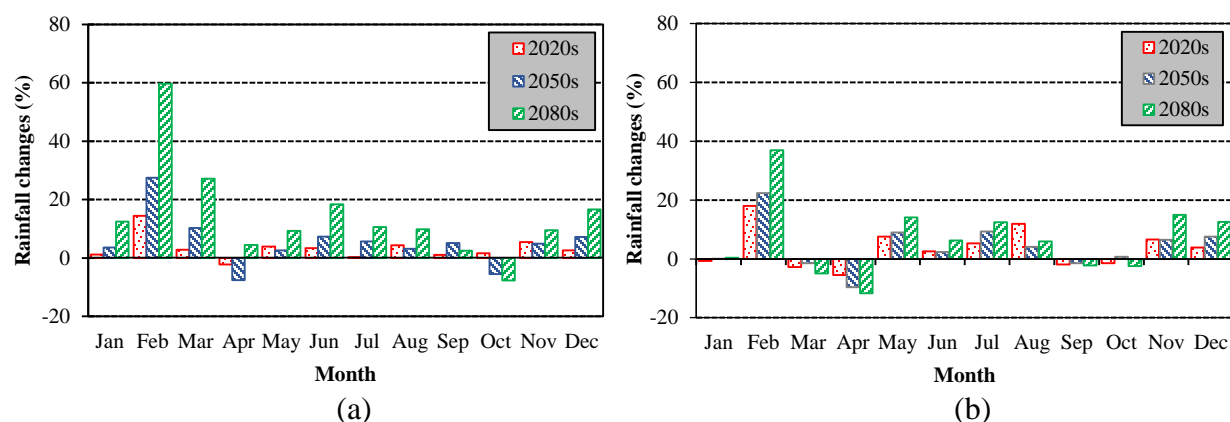 80
60
40
20
0
-20
Rainfall changes (%)
2020s
2050s
2080s
Jan Feb Mar Apr May Jun Jul Aug Sep Oct Nov Dec
Month
(a)
80
60
40
20
0
-20
Rainfall changes (%)
2020s
2050s
2080s
Jan Feb Mar Apr May Jun Jul Aug Sep Oct Nov Dec
Month
(b)